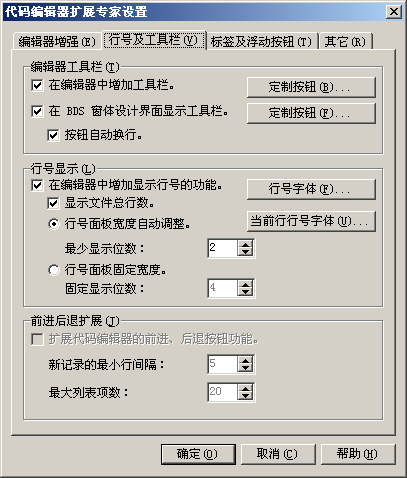 代码编辑器扩展专家设置
编辑器增强(E) 行号及工具栏(V) 标签及浮动按钮(T) 其它(R)
编辑器工具栏(T)
在编辑器中增加工具栏。 定制按钮(B)...
在 BDS 窗体设计界面显示工具栏。 定制按钮(F)...
按钮自动换行。
行号显示(L)
在编辑器中增加显示行号的功能。 行号字体(F)...
显示文件总行数。
行号面板宽度自动调整。 当前行行号字体(U)...
最少显示位数: 2
行号面板固定宽度。
固定显示位数: 4
前进后退扩展(J)
扩展代码编辑器的前进、后退按钮功能。
新记录的最小行间隔: 5
最大列表项数: 20
确定(O) 取消(C) 帮助(H)